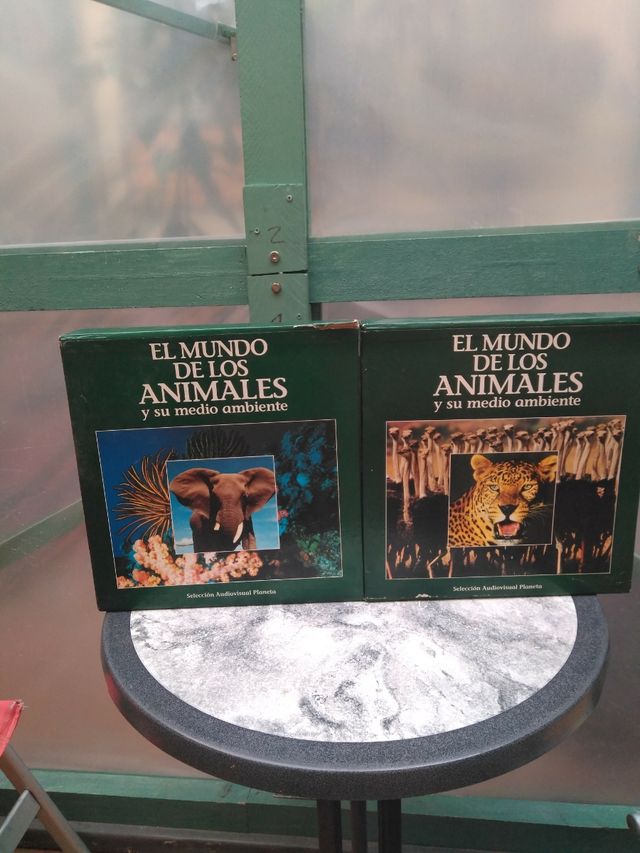 2
EL MUNDO
DE LOS
ANIMALES
y su medio ambiente
Selección Audiovisual Planeta
EL MUNDO
DE LOS
ANIMALES
y su medio ambiente
Selección Audiovisual Planeta